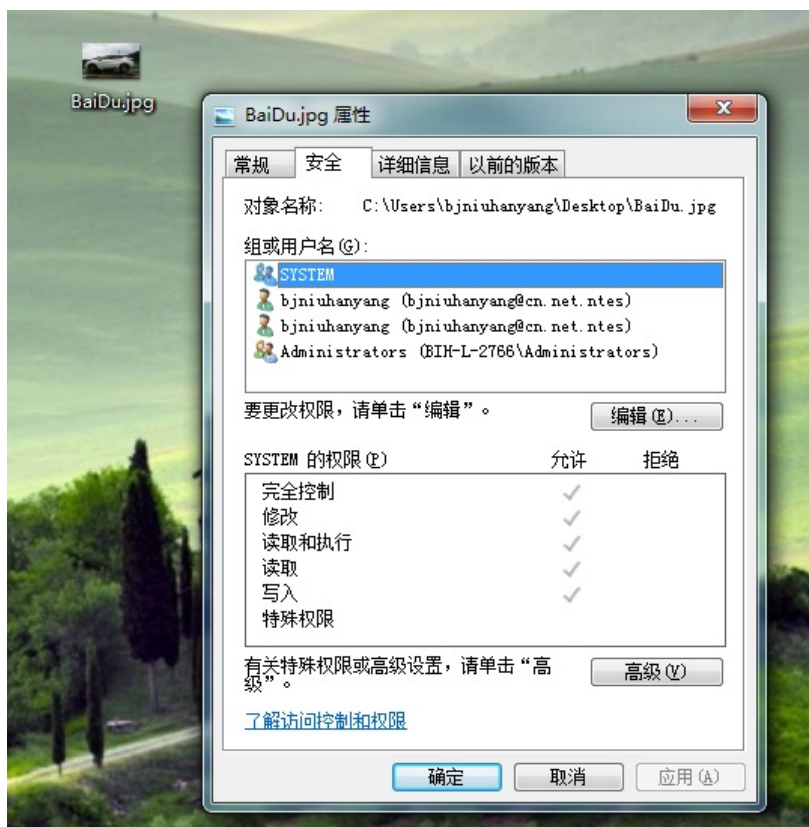 BaiDu.jpg
BaiDu.jpg 属性
常规 安全 详细信息 以前的版本
对象名称: C:\Users\bjniuhanyang\Desktop\BaiDu.jpg
组或用户名(G):
SYSTEM
bjniuhanyang (bjniuhanyang@cn.net.ntes)
bjniuhanyang (bjniuhanyang@cn.net.ntes)
Administrators (BIH-L-2766\Administrators)
要更改权限，请单击“编辑”。
编辑(E)...
SYSTEM 的权限(P) 允许 拒绝
完全控制
修改
读取和执行
读取
写入
特殊权限
有关特殊权限或高级设置，请单击“高
级”。
高级(V)
了解访问控制和权限
确定 取消 应用(A)